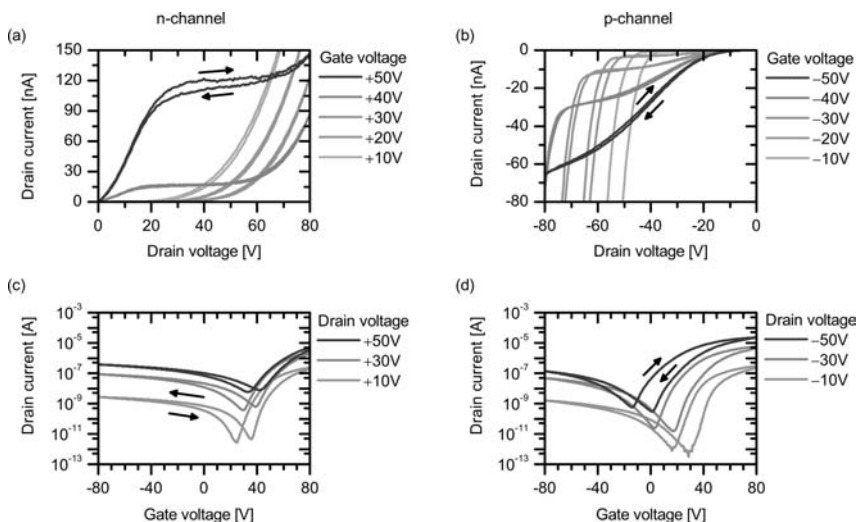 n-channel
p-channel
(a)
150
120
90
60
30
0
0 20 40 60 80
Drain current [nA]
Drain voltage [V]
Gate voltage
+50V
+40V
+30V
+20V
+10V
(b)
0
-20
-40
-60
-80
-80 -60 -40 -20 0
Drain current [nA]
Drain voltage [V]
Gate voltage
−50V
−40V
−30V
−20V
−10V
(c)
10-3
10-5
10-7
10-9
10-11
10-13
-80 -40 0 40 80
Drain current [A]
Gate voltage [V]
Drain voltage
+50V
+30V
+10V
(d)
10-3
10-5
10-7
10-9
10-11
10-13
-80 -40 0 40 80
Drain current [A]
Gate voltage [V]
Drain voltage
−50V
−30V
−10V